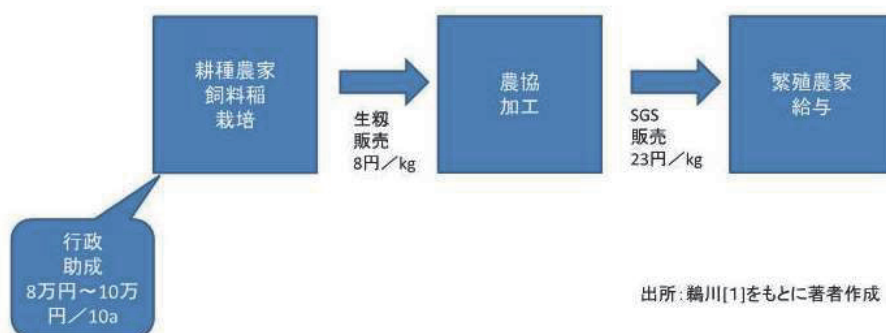 耕種農家
飼料稲
栽培
生籾
販売
8円／kg
農協
加工
SGS
販売
23円／kg
繁殖農家
給与
行政
助成
8万円～10万
円／10a
出所：鵜川[1]をもとに著者作成